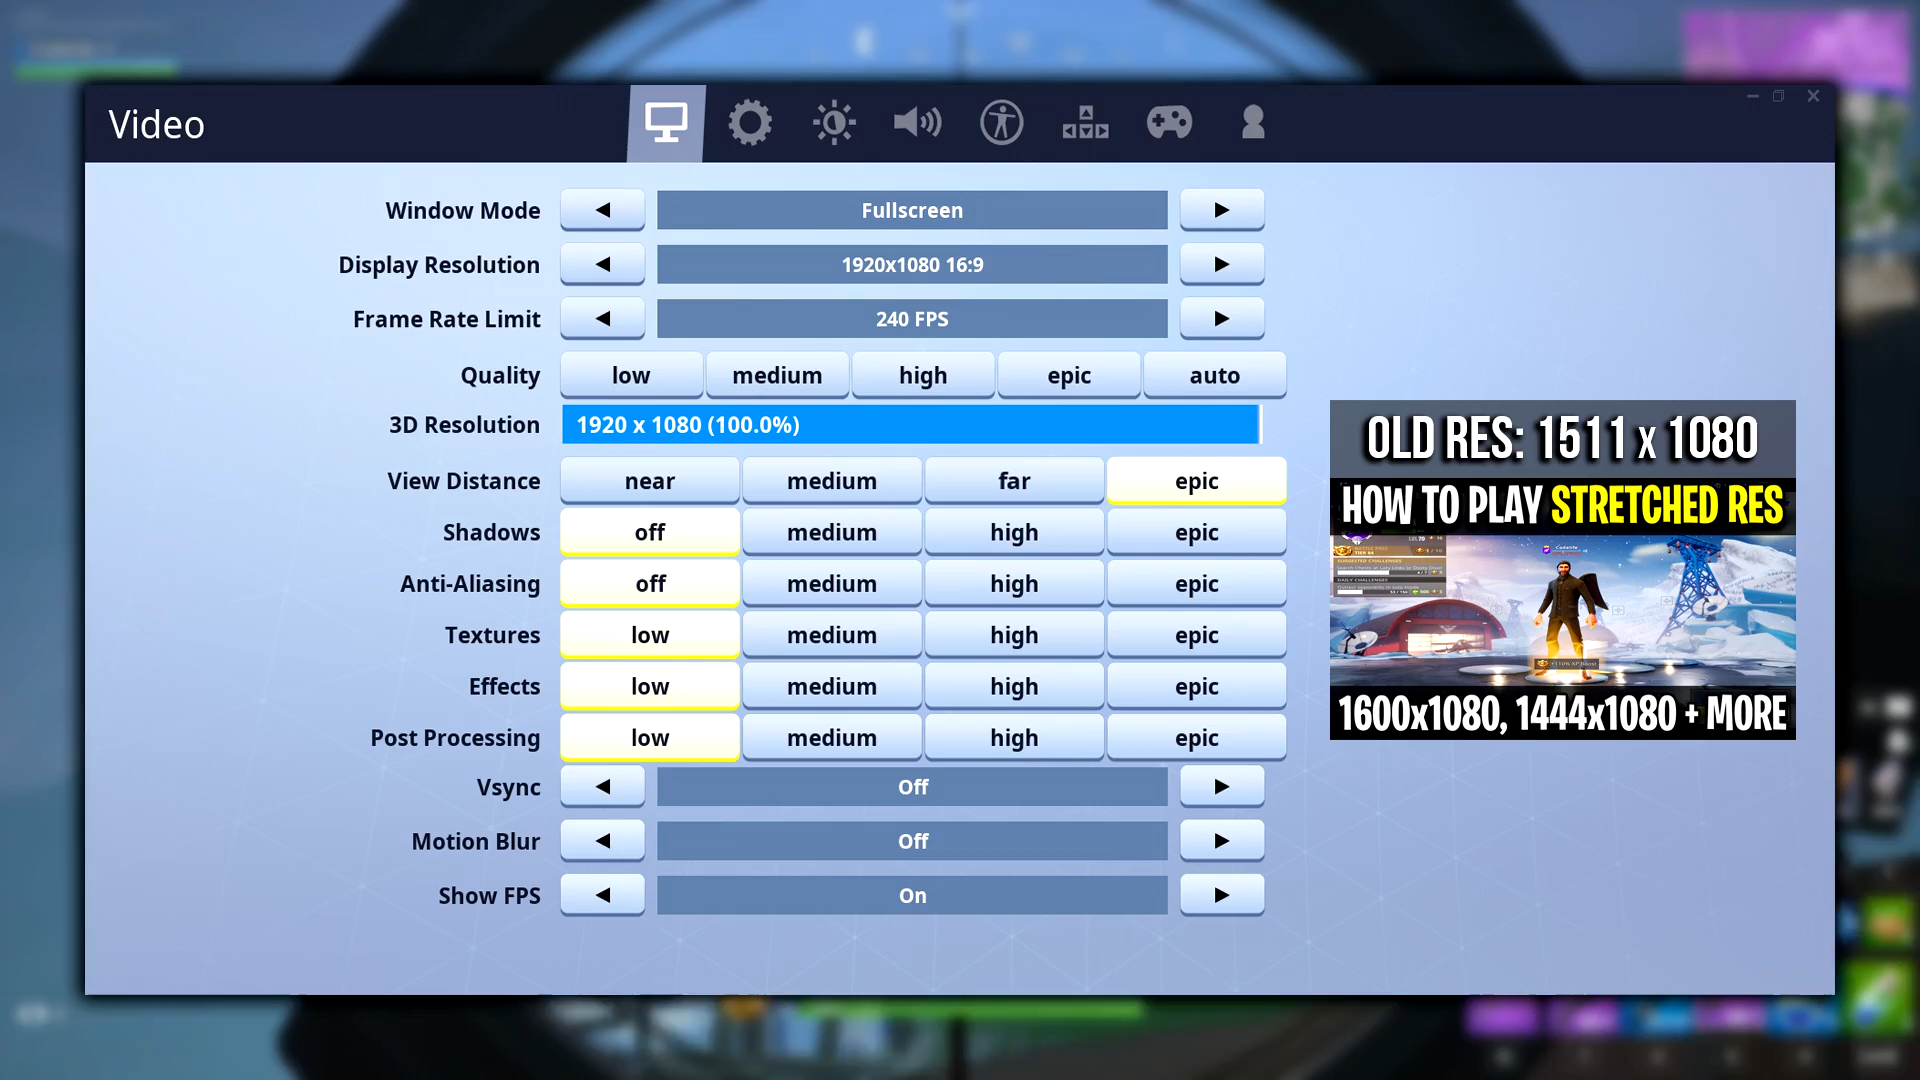 Video
Window Mode Fullscreen
Display Resolution 1920x1080 16:9
Frame Rate Limit 240 FPS
Quality low medium high epic auto
3D Resolution 1920 x 1080 (100.0%)
View Distance near medium far epic
Shadows off medium high epic
Anti-Aliasing off medium high epic
Textures low medium high epic
Effects low medium high epic
Post Processing low medium high epic
Vsync Off
Motion Blur Off
Show FPS On
OLD RES: 1511 x 1080
HOW TO PLAY STRETCHED RES
SUGGESTED CHALLENGES
DAILY CHALLENGES
1600x1080, 1444x1080 + MORE